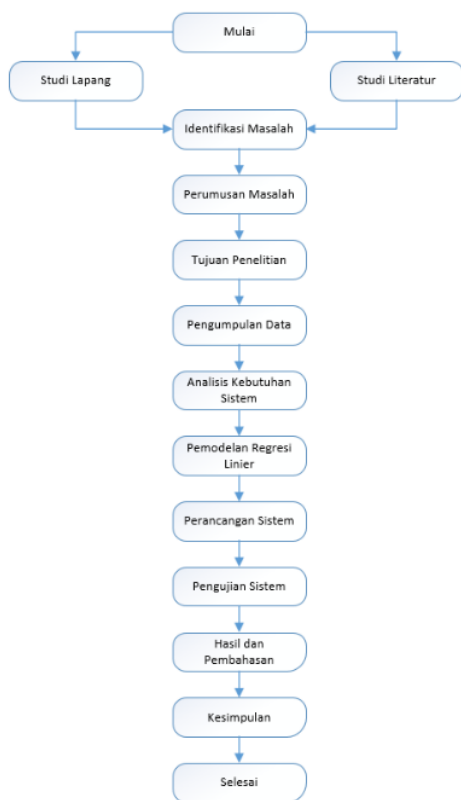 Mulai
Studi Lapang
Studi Literatur
Identifikasi Masalah
Perumusan Masalah
Tujuan Penelitian
Pengumpulan Data
Analisis Kebutuhan
Sistem
Pemodelan Regresi
Linier
Perancangan Sistem
Pengujian Sistem
Hasil dan
Pembahasan
Kesimpulan
Selesai